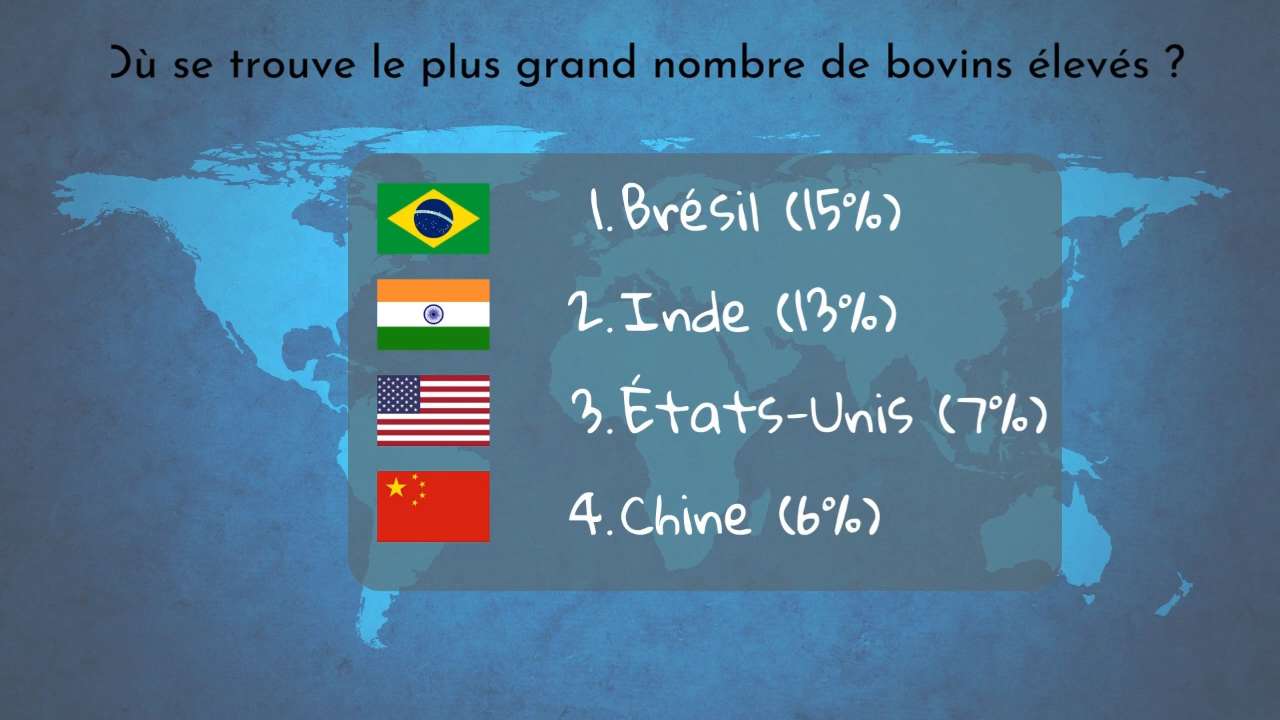 Où se trouve le plus grand nombre de bovins élevés ?
1. Brésil (15%)
2. Inde (13%)
3. États-Unis (7%)
4. Chine (6%)